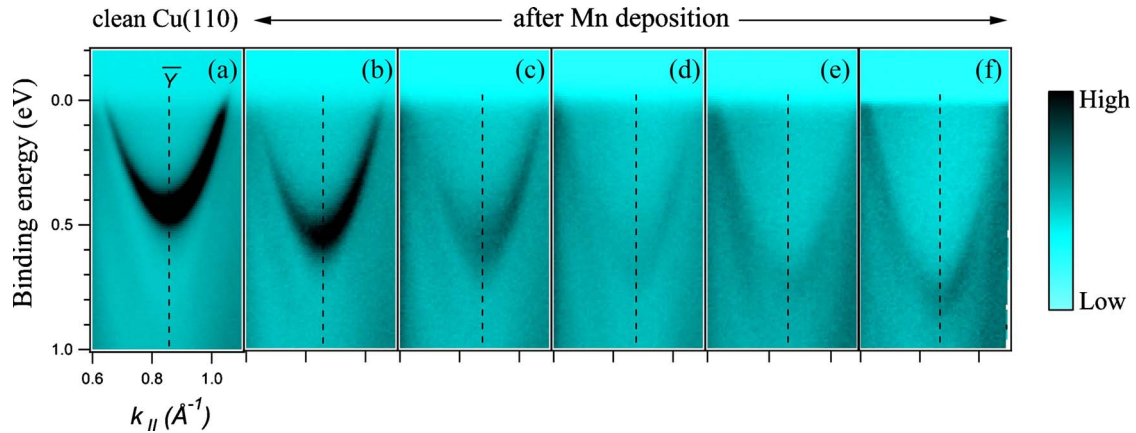 clean Cu(110)
after Mn deposition
Y (a) (b) (c) (d) (e) (f)
0.0
0.5
1.0
Binding energy (eV)
0.6 0.8 1.0
k// (Å-1)
High
Low